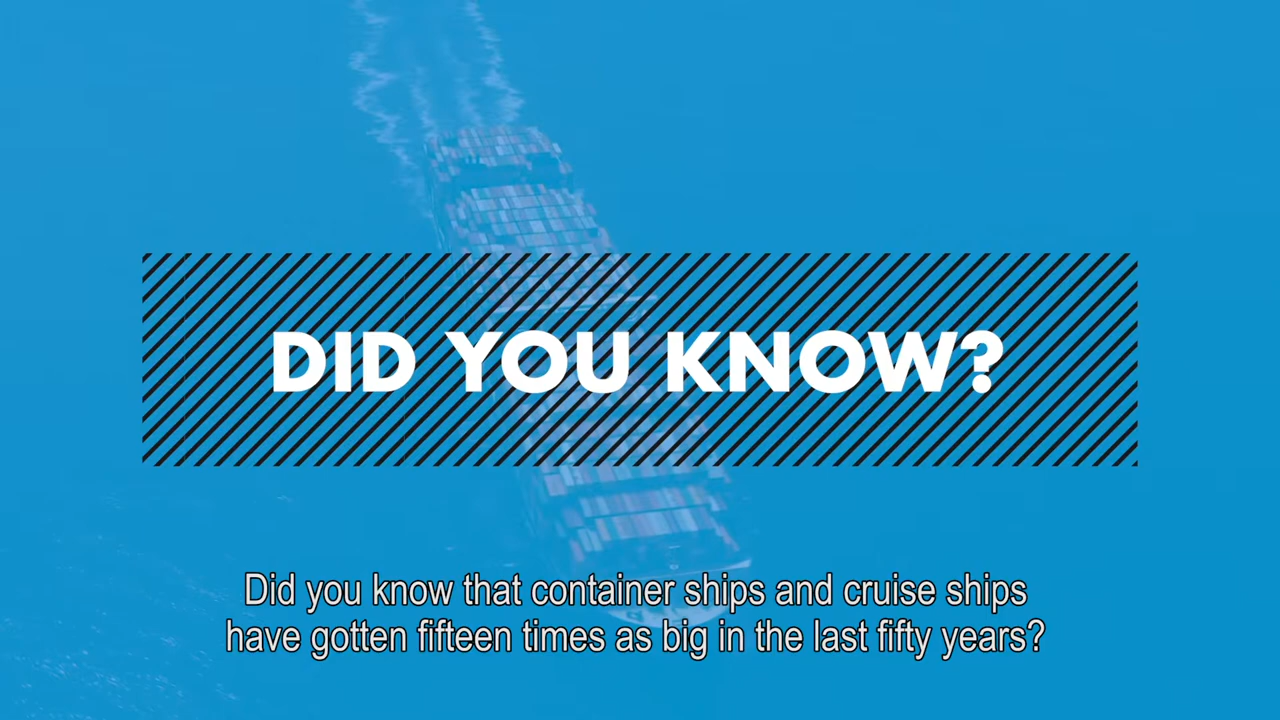 DID YOU KNOW?
Did you know that container ships and cruise ships
have gotten fifteen times as big in the last fifty years?